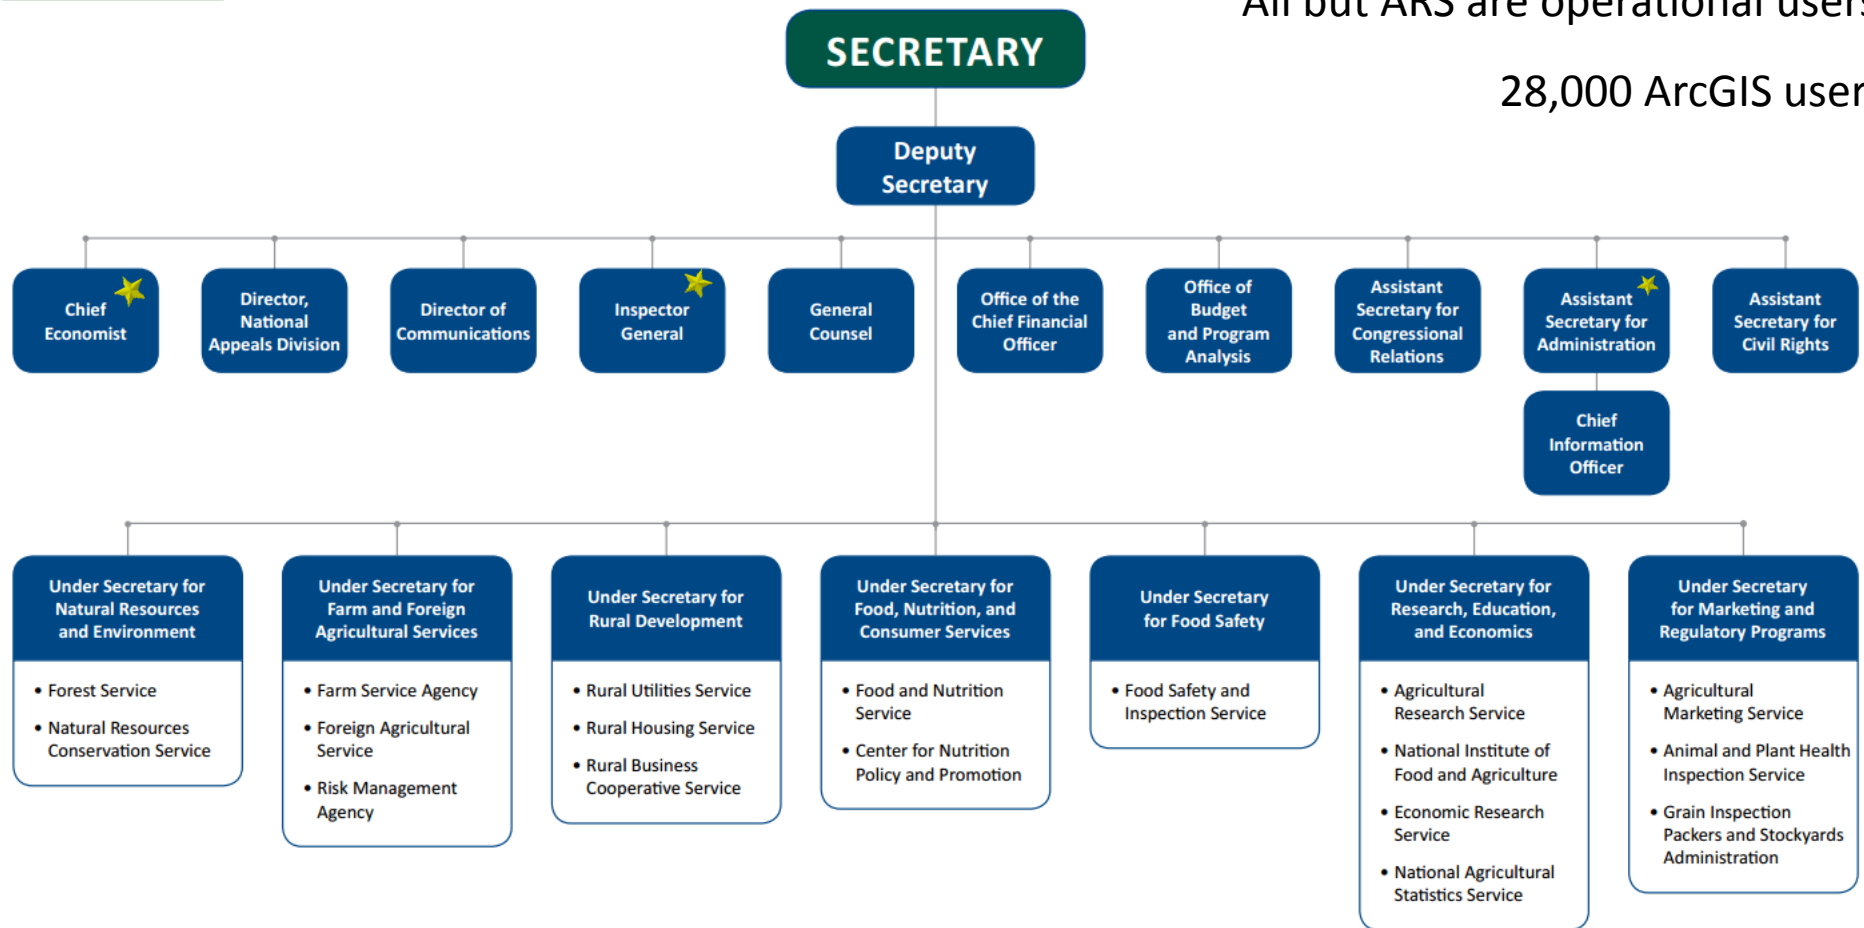 All but ARS are operational users
28,000 ArcGIS user
SECRETARY
Deputy
Secretary
Chief
Economist
Director,
National
Appeals Division
Director of
Communications
Inspector
General
General
Counsel
Office of the
Chief Financial
Officer
Office of
Budget
and Program
Analysis
Assistant
Secretary for
Congressional
Relations
Assistant
Secretary for
Administration
Assistant
Secretary for
Civil Rights
Chief
Information
Officer
Under Secretary for
Natural Resources
and Environment
• Forest Service
• Natural Resources
Conservation Service
Under Secretary for
Farm and Foreign
Agricultural Services
• Farm Service Agency
• Foreign Agricultural
Service
• Risk Management
Agency
Under Secretary for
Rural Development
• Rural Utilities Service
• Rural Housing Service
• Rural Business
Cooperative Service
Under Secretary for
Food, Nutrition, and
Consumer Services
• Food and Nutrition
Service
• Center for Nutrition
Policy and Promotion
Under Secretary
for Food Safety
• Food Safety and
Inspection Service
Under Secretary for
Research, Education,
and Economics
• Agricultural
Research Service
• National Institute of
Food and Agriculture
• Economic Research
Service
• National Agricultural
Statistics Service
Under Secretary
for Marketing and
Regulatory Programs
• Agricultural
Marketing Service
• Animal and Plant Health
Inspection Service
• Grain Inspection
Packers and Stockyards
Administration